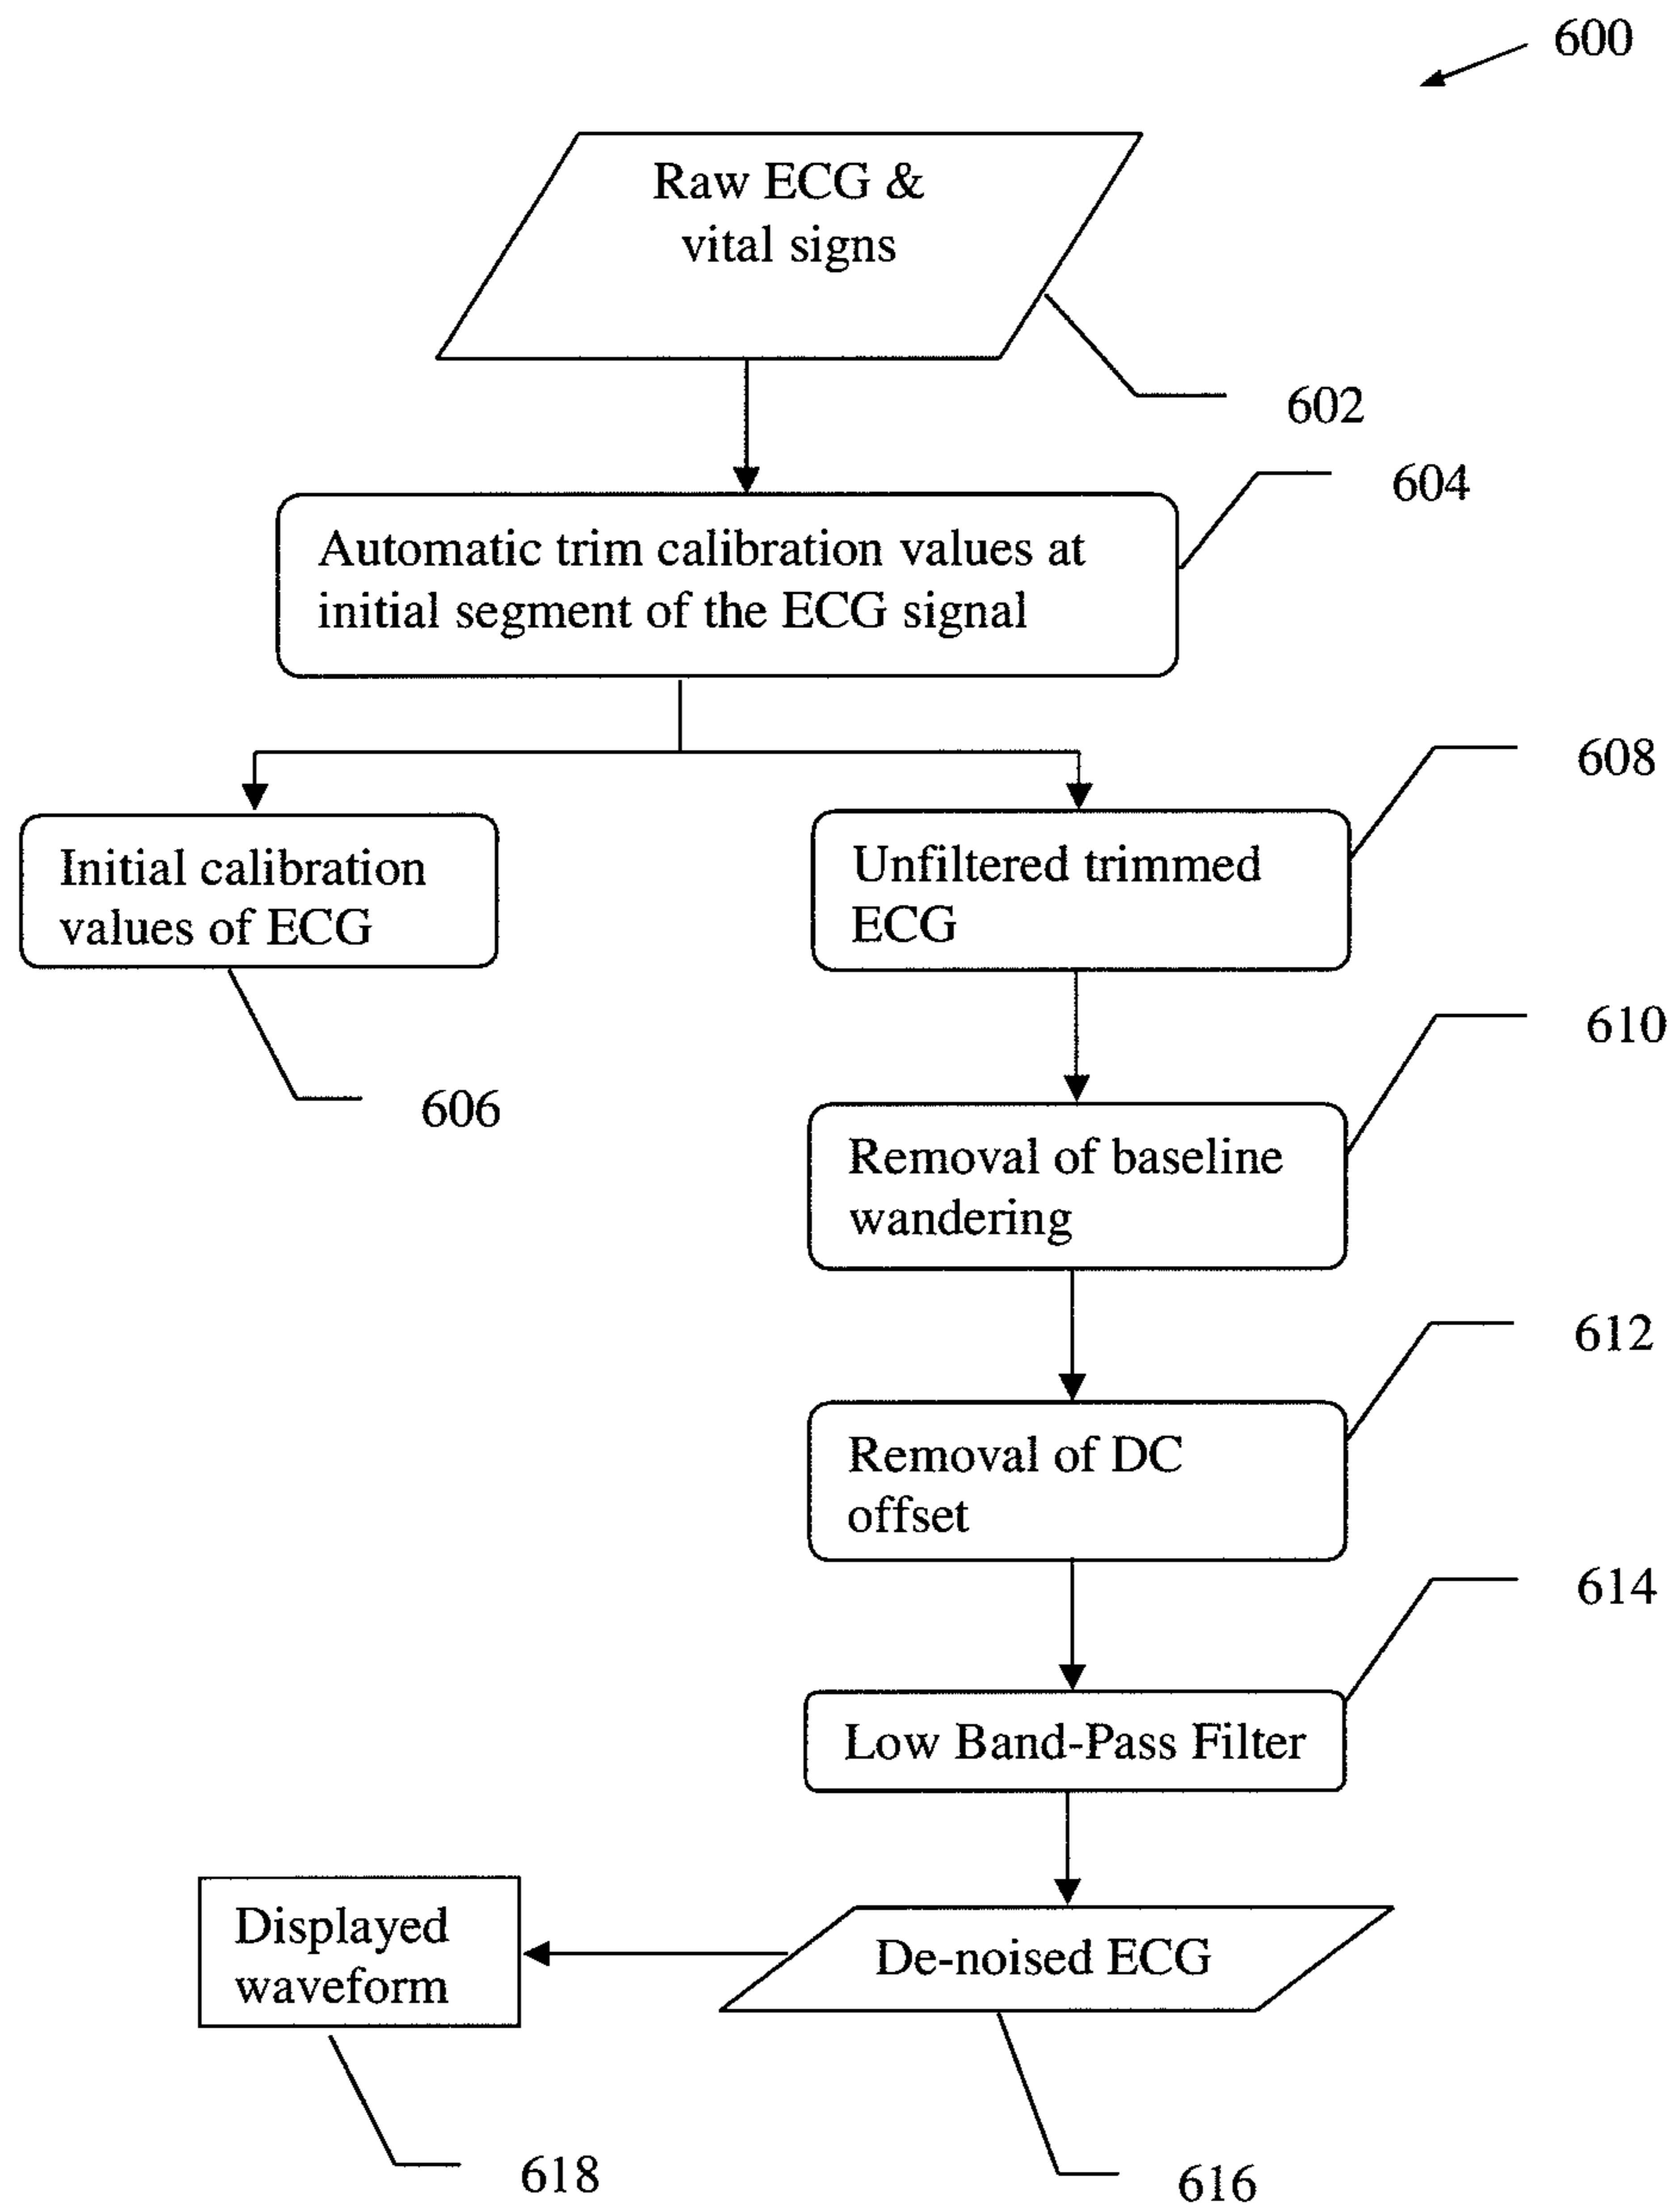 600
Raw ECG &
vital signs
602
604
Automatic trim calibration values at
initial segment of the ECG signal
608
Initial calibration
values of ECG
Unfiltered trimmed
ECG
606
610
Removal of baseline
wandering
612
Removal of DC
offset
614
Low Band-Pass Filter
Displayed
waveform
De-noised ECG
618
616